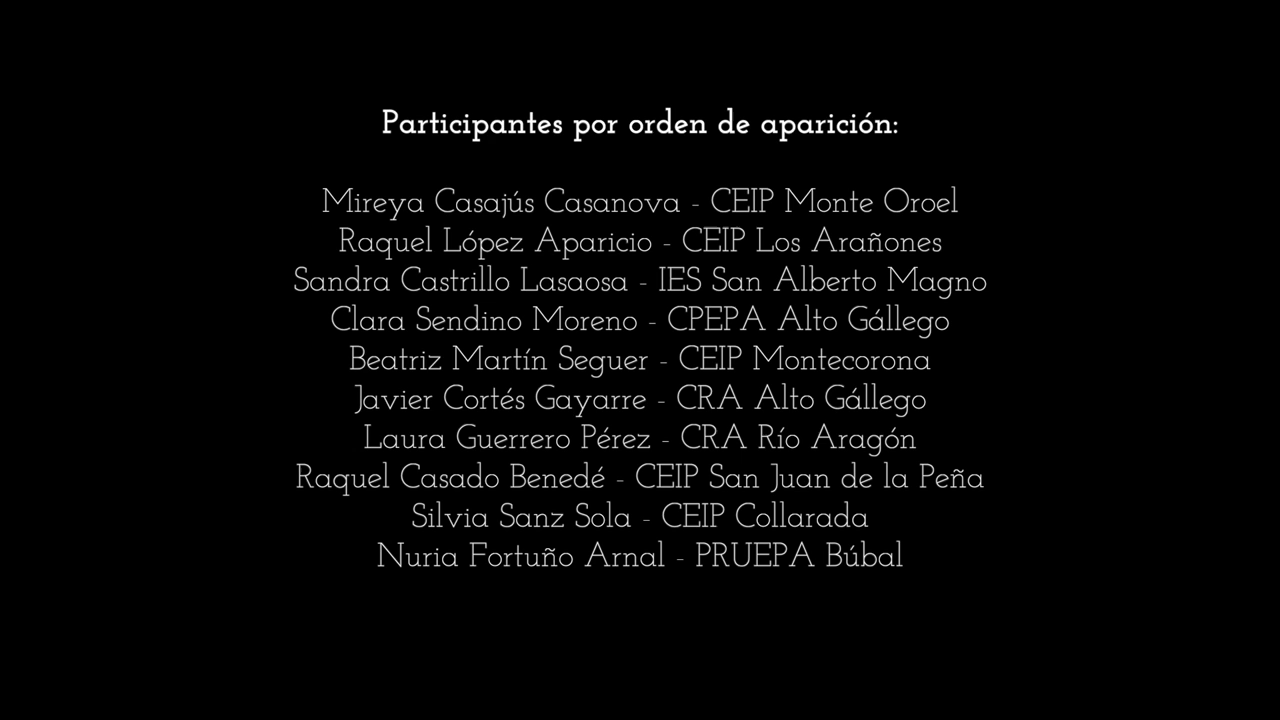 Participantes por orden de aparición:
Mireya Casajús Casanova - CEIP Monte Oroel
Raquel López Aparicio - CEIP Los Arañones
Sandra Castrillo Lasaosa - IES San Alberto Magno
Clara Sendino Moreno - CPEPA Alto Gállego
Beatriz Martín Seguer - CEIP Montecorona
Javier Cortés Gayarre - CRA Alto Gállego
Laura Guerrero Pérez - CRA Río Aragón
Raquel Casado Benedé - CEIP San Juan de la Peña
Silvia Sanz Sola - CEIP Collarada
Nuria Fortuño Arnal - PRUEPA Búbal